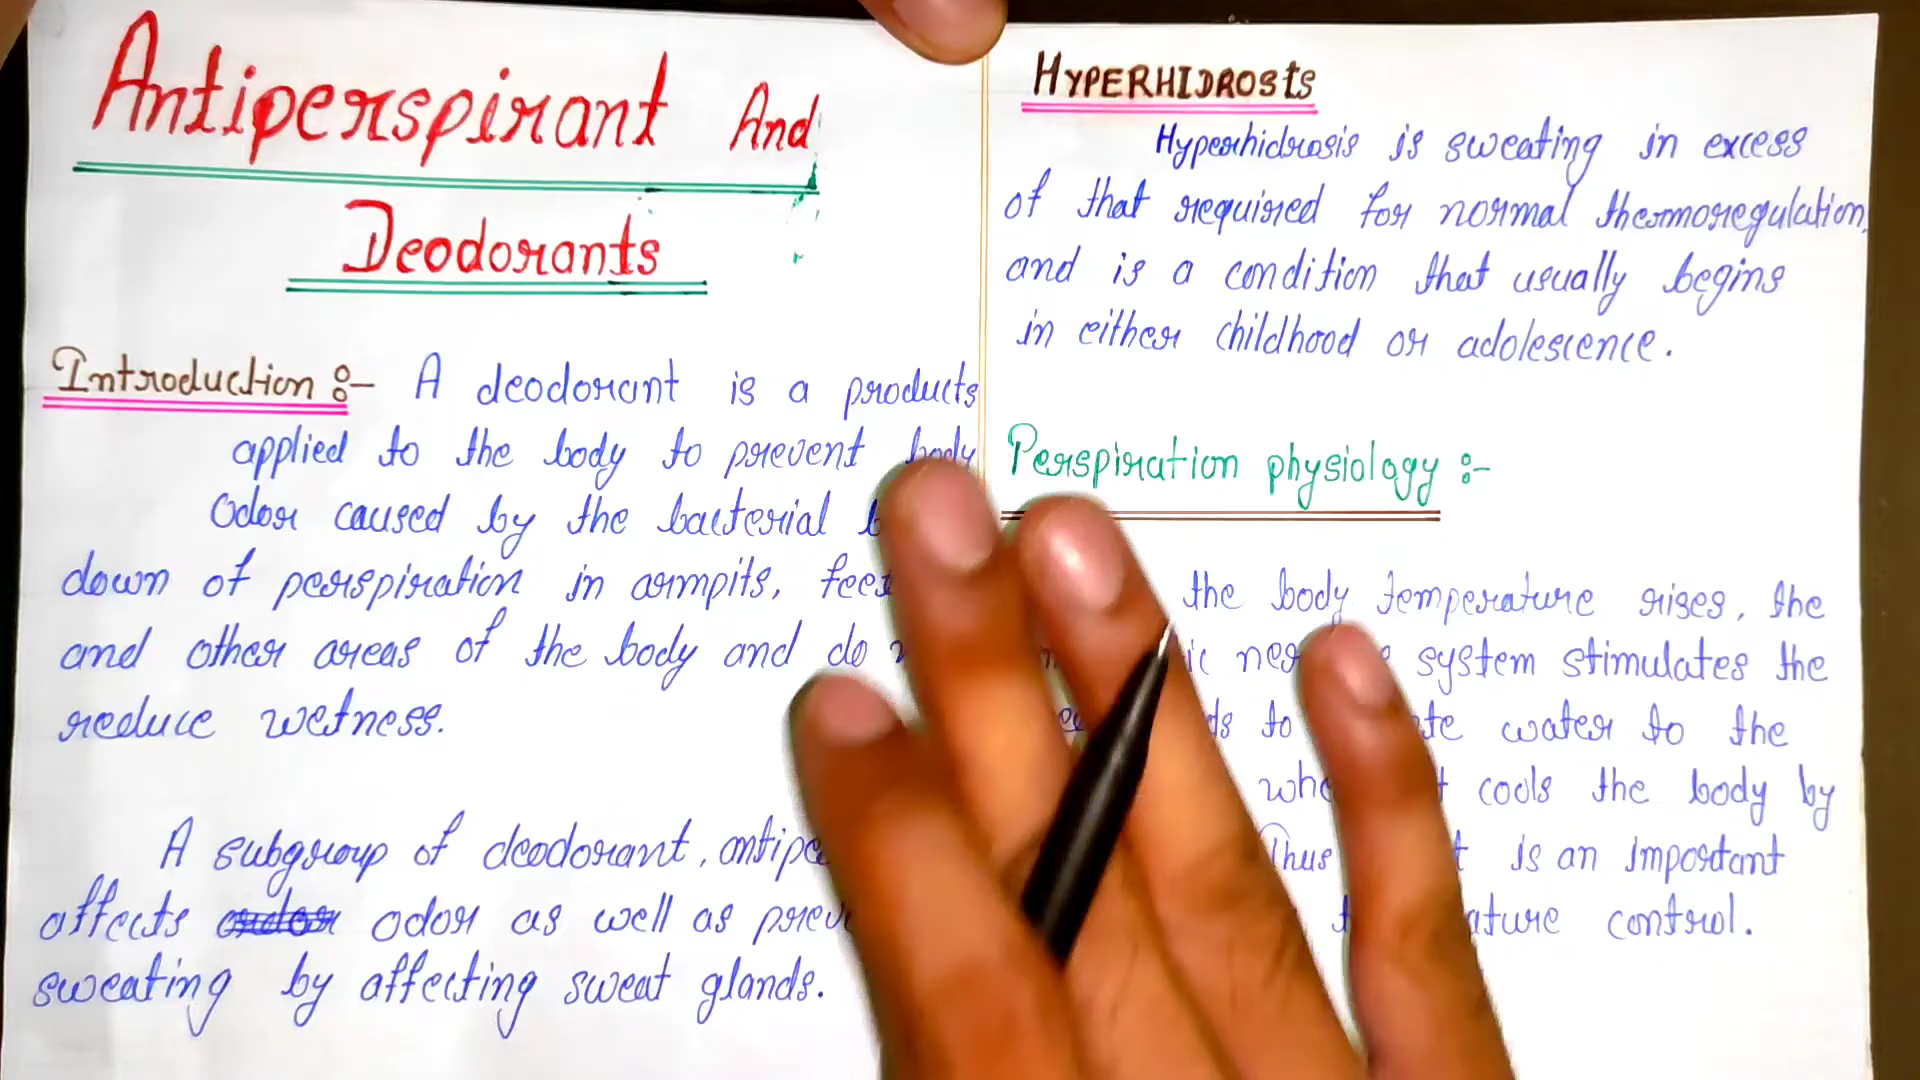 Antiperspirant And
Deodorants
Introduction :- A deodorant is a products
applied to the body to prevent body
Odor caused by the bacterial
down of perspiration in armpits, feet
and other areas of the body and do
reduce wetness.
A subgroup of deodorant, antipe
affects odor as well as prev
sweating by affecting sweat glands.
HYPERHIDROSIS
Hyperhidrosis is sweating in excess
of that required for normal thermoregulation,
and is a condition that usually begins
in either childhood or adolescence.
Perspiration physiology :-
the body temperature rises, the
system stimulates the
to water to the
cools the body by
Thus is an important
control.